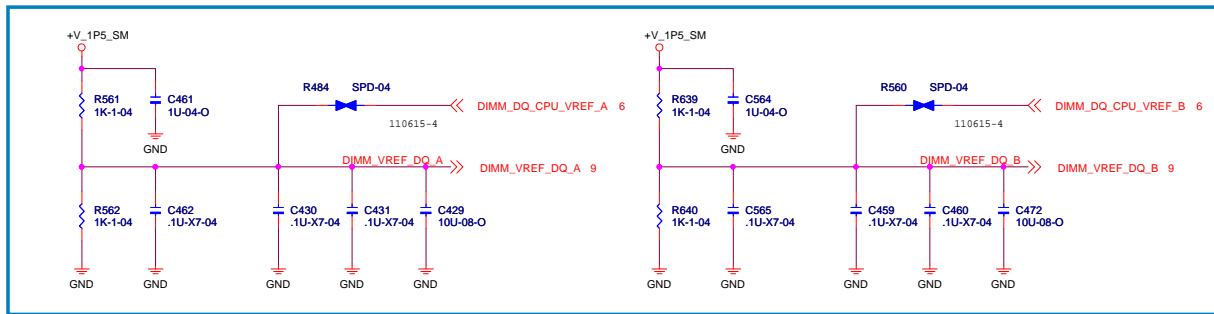 +V_1P5_SM
R561
1K-1-04
C461
1U-04-O
GND
R484 SPD-04
110615-4
DIMM_DQ_CPU_VREF_A 6
DIMM_VREF_DQ_A
DIMM_VREF_DQ_A 9
R562
1K-1-04
C462
.1U-X7-04
C430
.1U-X7-04
C431
.1U-X7-04
C429
10U-08-O
GND GND GND GND GND
+V_1P5_SM
R639
1K-1-04
C564
1U-04-O
GND
R560 SPD-04
110615-4
DIMM_DQ_CPU_VREF_B 6
DIMM_VREF_DQ_B
DIMM_VREF_DQ_B 9
R640
1K-1-04
C565
.1U-X7-04
C459
.1U-X7-04
C460
.1U-X7-04
C472
10U-08-O
GND GND GND GND GND